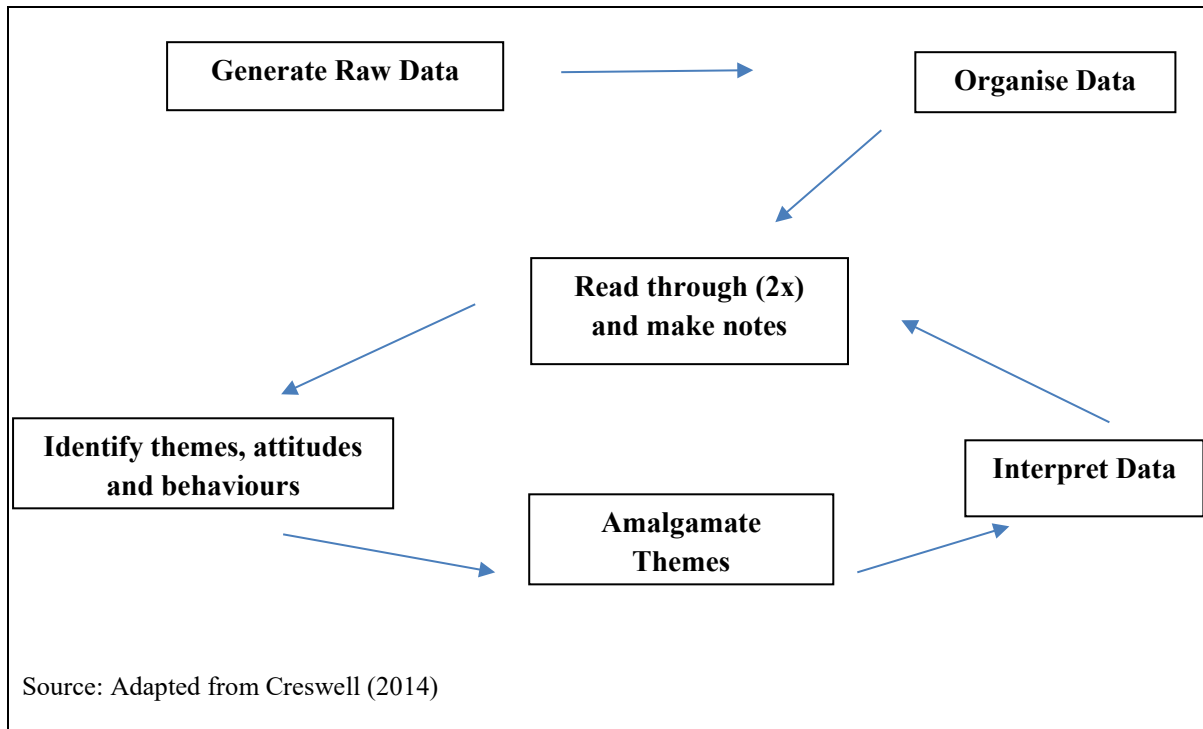 Generate Raw Data
Organise Data
Read through (2x)
and make notes
Identify themes, attitudes
and behaviours
Interpret Data
Amalgamate
Themes
Source: Adapted from Creswell (2014)